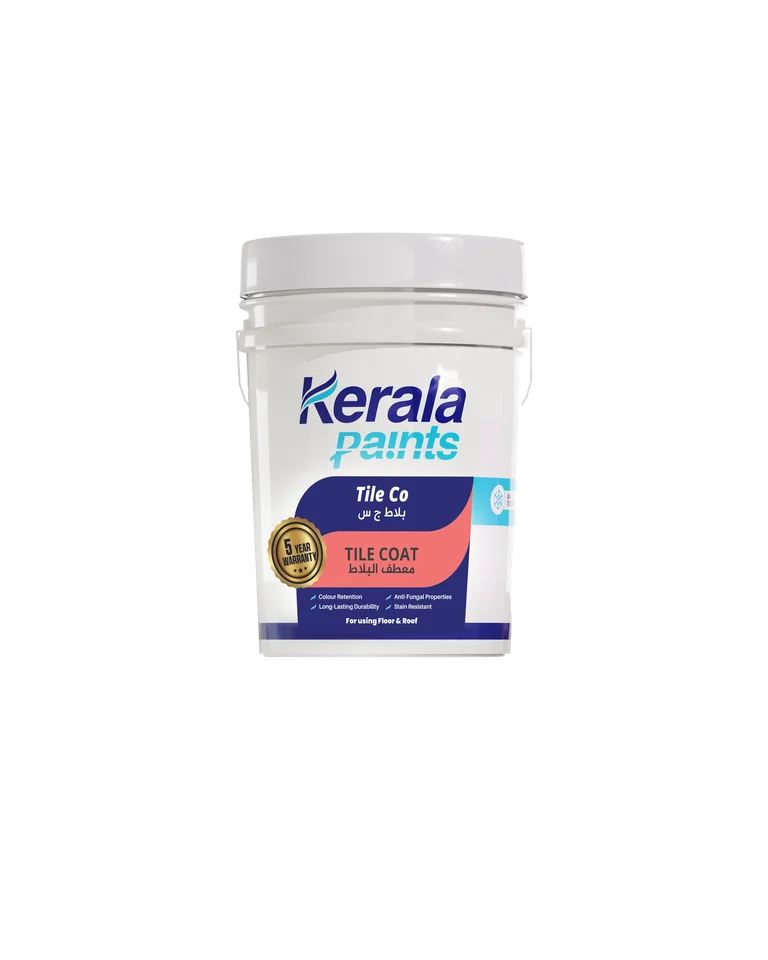 Kerala
paints
Tile Co
بلاط ج س
5 YEAR
WARRANTY
TILE COAT
معطف البلاط
Colour Retention
Anti-Fungal Properties
Long-Lasting Durability
Stain Resistant
For using Floor & Roof